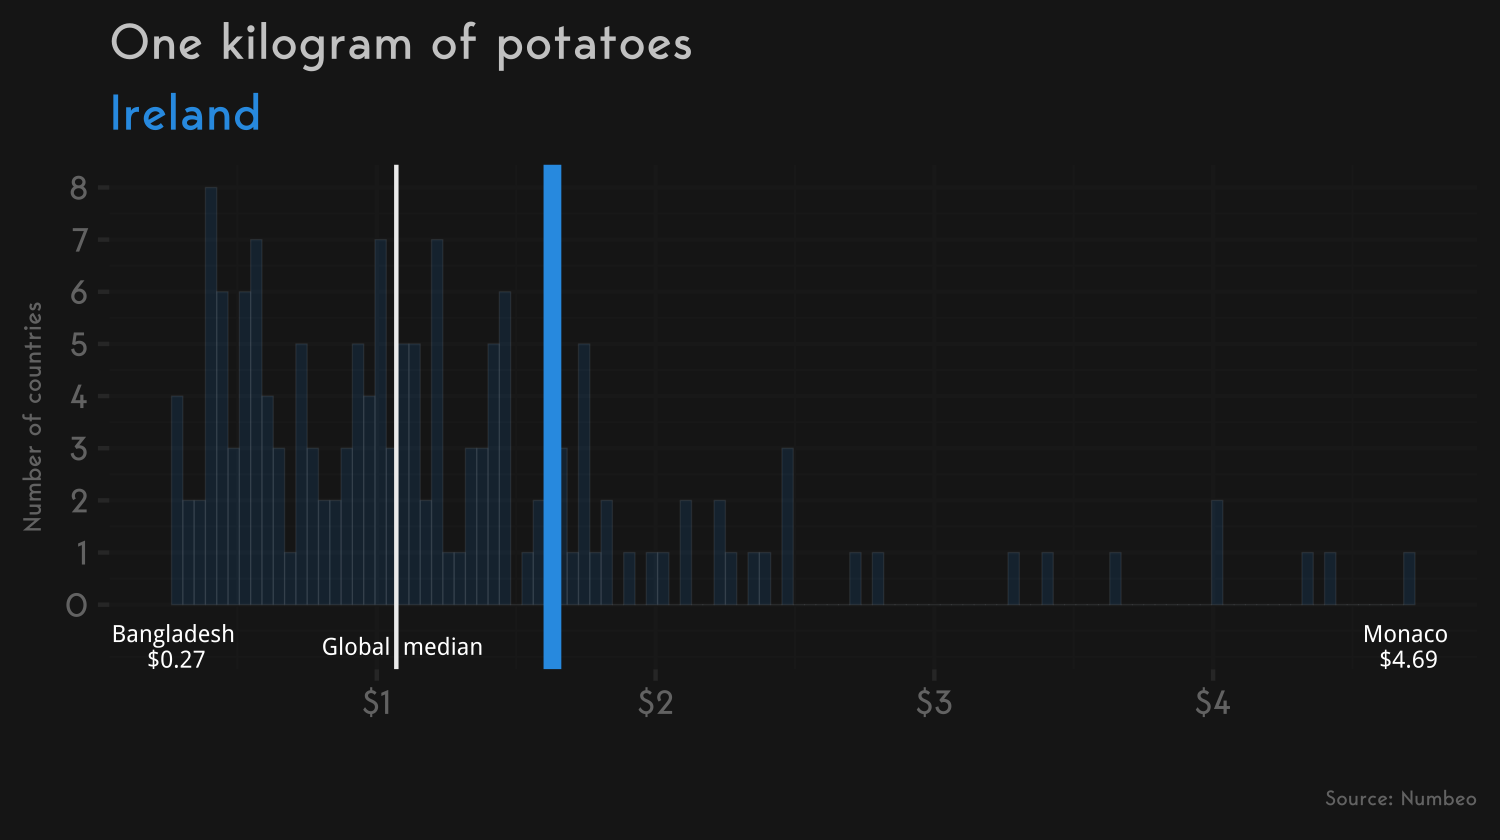 One kilogram of potatoes
Ireland
Number of countries
8
7
6
5
4
3
2
1
0
Bangladesh
$0.27
Global median
Monaco
$4.69
$1 $2 $3 $4
Source: Numbeo